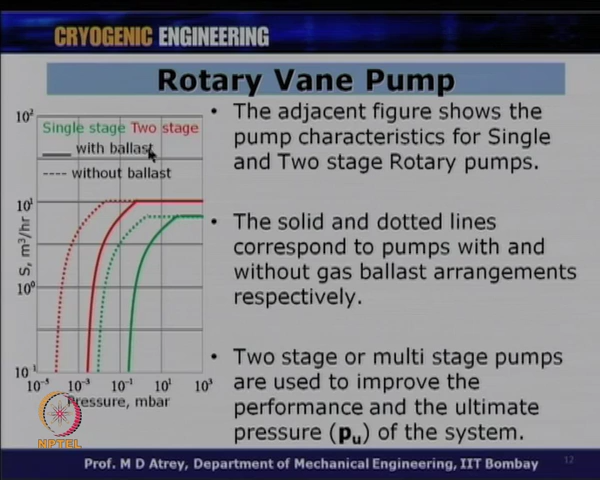 CRYOGENIC ENGINEERING
Rotary Vane Pump
10²
Single stage Two stage
with ballast
without ballast
10¹
S, m³/hr
10⁰
10⁻¹
10⁻⁵ 10⁻³ 10⁻¹ 10¹ 10³
Pressure, mbar
• The adjacent figure shows the
pump characteristics for Single
and Two stage Rotary pumps.
• The solid and dotted lines
correspond to pumps with and
without gas ballast arrangements
respectively.
• Two stage or multi stage pumps
are used to improve the
performance and the ultimate
pressure (pu) of the system.
NPTEL
Prof. M D Atrey, Department of Mechanical Engineering, IIT Bombay
12